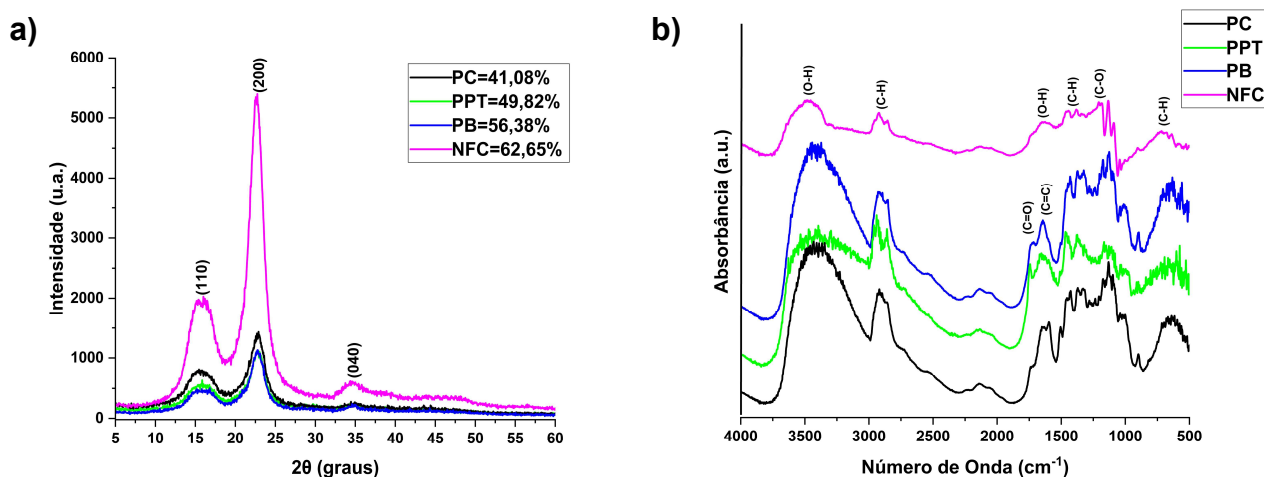 a)
6000
5000
4000
3000
2000
1000
0
Intensidade (u.a.)
(110)
(200)
(040)
PC=41,08%
PPT=49,82%
PB=56,38%
NFC=62,65%
5
10
15
20
25
30
35
40
45
50
55
60
2θ (graus)
b)
PC
PPT
PB
NFC
Absorbância (a.u.)
(O-H)
(C-H)
(C=O)
(C=C)
(O-H)
(C-H)
(C-O)
(C-H)
4000
3500
3000
2500
2000
1500
1000
500
Número de Onda (cm⁻¹)